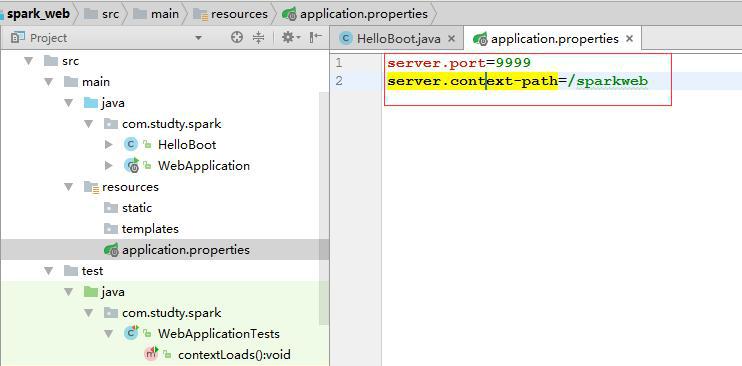 spark_web src main resources application.properties
Project
HelloBoot.java application.properties
src
main
java
com.studty.spark
HelloBoot
WebApplication
resources
static
templates
application.properties
test
java
com.studty.spark
WebApplicationTests
contextLoads():void
1 server.port=9999
2 server.context-path=/sparkweb